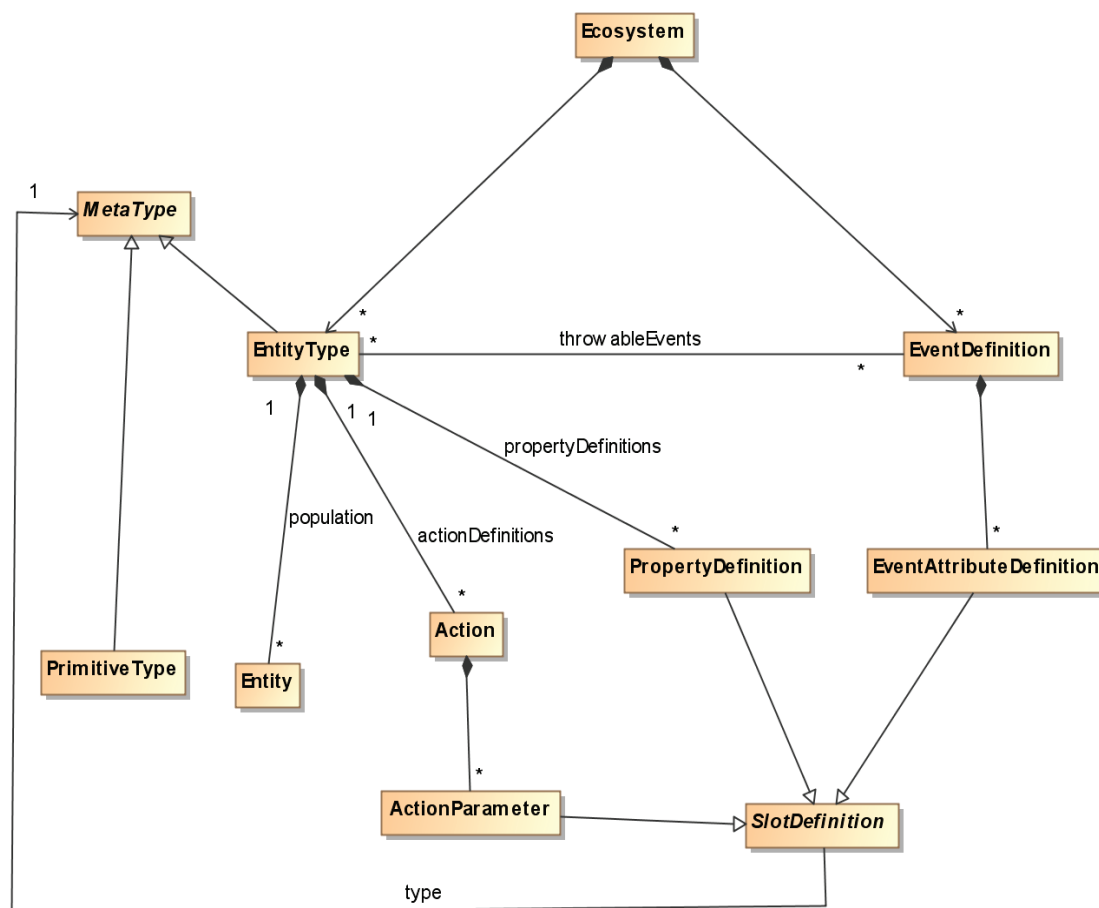 Ecosystem
1
MetaType
*
*
EntityType
*
throw ableEvents
*
EventDefinition
1
1
1
propertyDefinitions
population
actionDefinitions
*
*
PropertyDefinition
EventAttributeDefinition
*
Action
*
PrimitiveType
Entity
*
ActionParameter
SlotDefinition
type